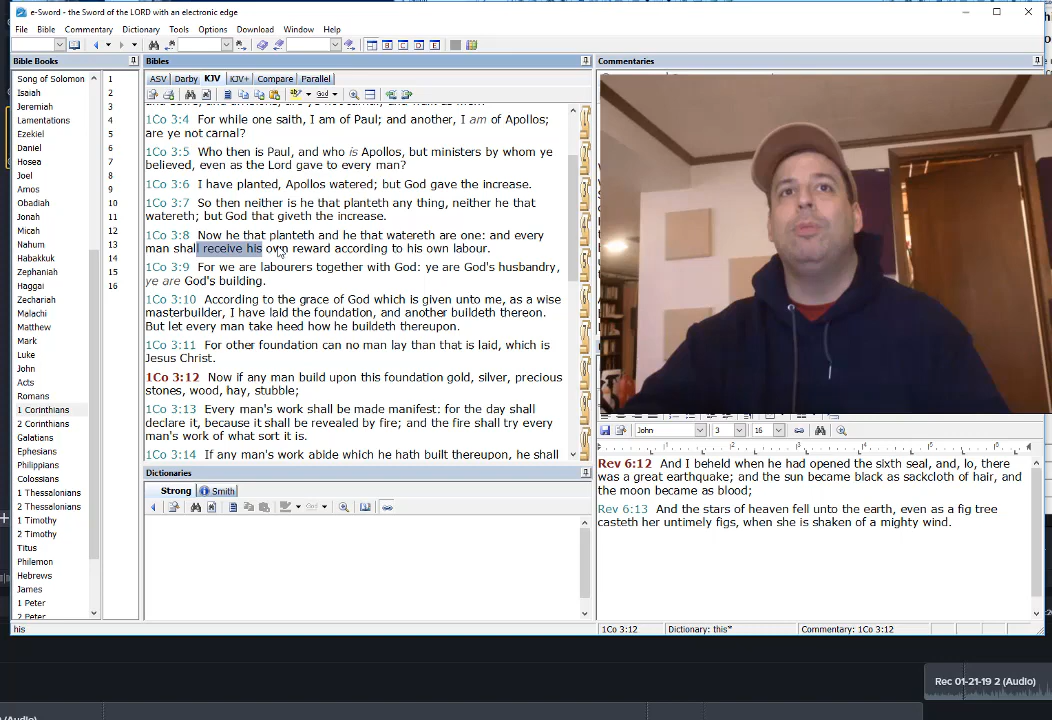 e-Sword - the Sword of the LORD with an electronic edge
File Bible Commentary Dictionary Tools Options Download Window Help
B C D E
Bible Books
Song of Solomon
Isaiah
Jeremiah
Lamentations
Ezekiel
Daniel
Hosea
Joel
Amos
Obadiah
Jonah
Micah
Nahum
Habakkuk
Zephaniah
Haggai
Zechariah
Malachi
Matthew
Mark
Luke
John
Acts
Romans
1 Corinthians
2 Corinthians
Galatians
Ephesians
Philippians
Colossians
1 Thessalonians
2 Thessalonians
1 Timothy
2 Timothy
Titus
Philemon
Hebrews
James
1 Peter
2 Peter
1
2
3
4
5
6
7
8
9
10
11
12
13
14
15
16
Bibles
ASV Darby KJV KJV+ Compare Parallel
1Co 3:4 For while one saith, I am of Paul; and another, I am of Apollos;
are ye not carnal?
1Co 3:5 Who then is Paul, and who is Apollos, but ministers by whom ye
believed, even as the Lord gave to every man?
1Co 3:6 I have planted, Apollos watered; but God gave the increase.
1Co 3:7 So then neither is he that planteth any thing, neither he that
watereth; but God that giveth the increase.
1Co 3:8 Now he that planteth and he that watereth are one: and every
man shall receive his own reward according to his own labour.
1Co 3:9 For we are labourers together with God: ye are God's husbandry,
ye are God's building.
1Co 3:10 According to the grace of God which is given unto me, as a wise
masterbuilder, I have laid the foundation, and another buildeth thereon.
But let every man take heed how he buildeth thereupon.
1Co 3:11 For other foundation can no man lay than that is laid, which is
Jesus Christ.
1Co 3:12 Now if any man build upon this foundation gold, silver, precious
stones, wood, hay, stubble;
1Co 3:13 Every man's work shall be made manifest: for the day shall
declare it, because it shall be revealed by fire; and the fire shall try every
man's work of what sort it is.
1Co 3:14 If any man's work abide which he hath built thereupon, he shall
Dictionaries
Strong Smith
Commentaries
John 3 16
Rev 6:12 And I beheld when he had opened the sixth seal, and, lo, there
was a great earthquake; and the sun became black as sackcloth of hair, and
the moon became as blood;
Rev 6:13 And the stars of heaven fell unto the earth, even as a fig tree
casteth her untimely figs, when she is shaken of a mighty wind.
his
1Co 3:12 Dictionary: this* Commentary: 1Co 3:12
Rec 01-21-19 2 (Audio)
(Audio)